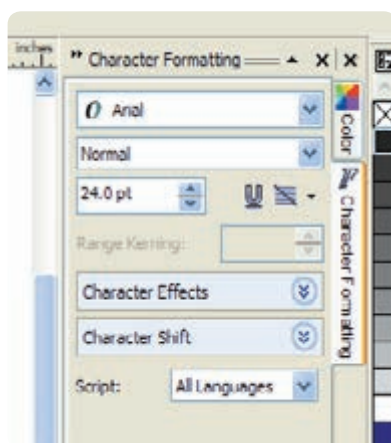 inches
Character Formatting
Arial
Normal
24.0 pt
U
Range Kerning:
Character Effects
Character Shift
Script: All Languages
Color
Character Formatting